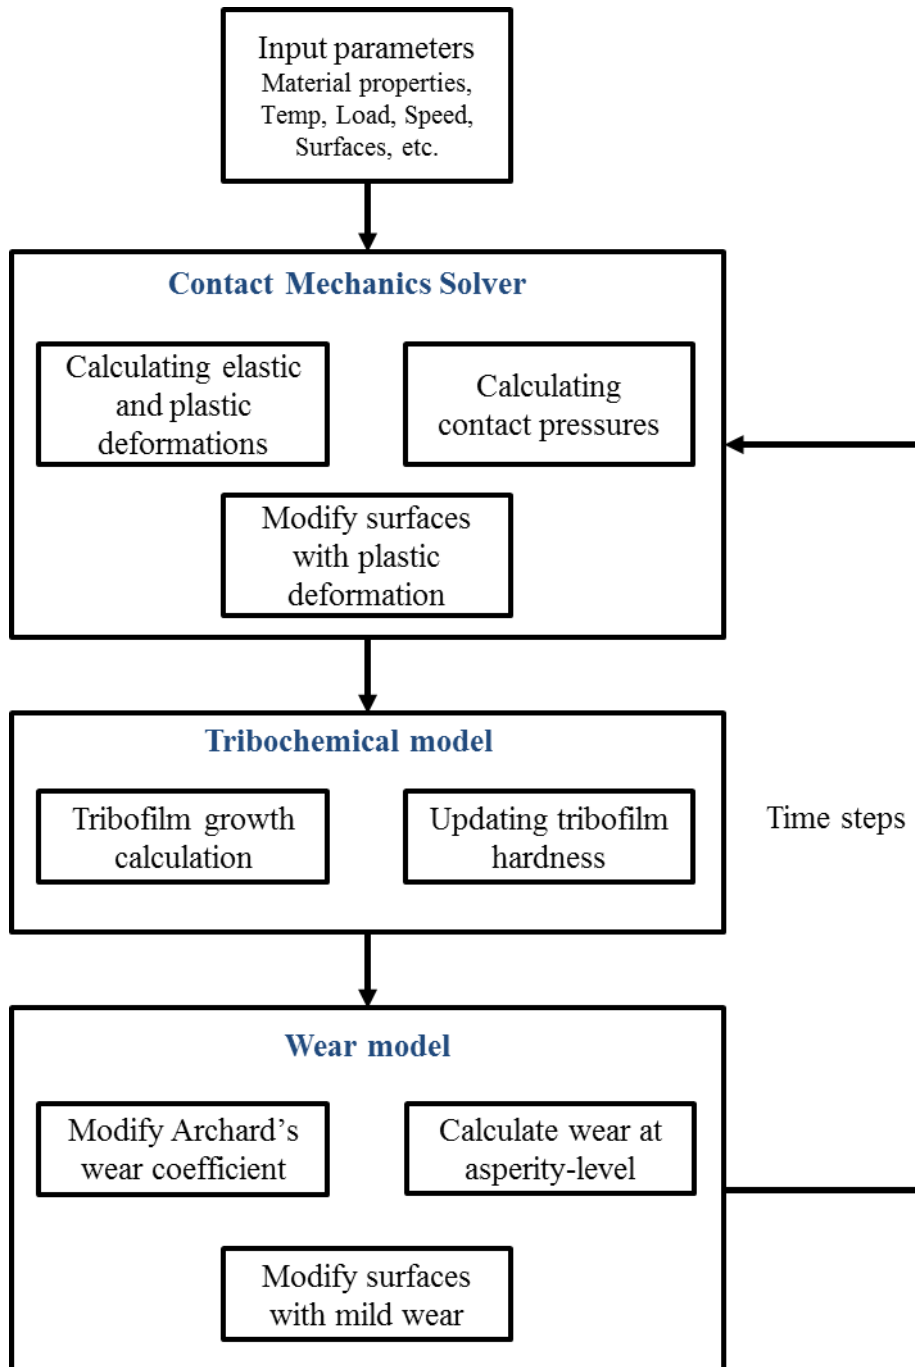 Input parameters
Material properties,
Temp, Load, Speed,
Surfaces, etc.
Contact Mechanics Solver
Calculating elastic
and plastic
deformations
Calculating
contact pressures
Modify surfaces
with plastic
deformation
Tribochemical model
Tribofilm growth
calculation
Updating tribofilm
hardness
Time steps
Wear model
Modify Archard’s
wear coefficient
Calculate wear at
asperity-level
Modify surfaces
with mild wear